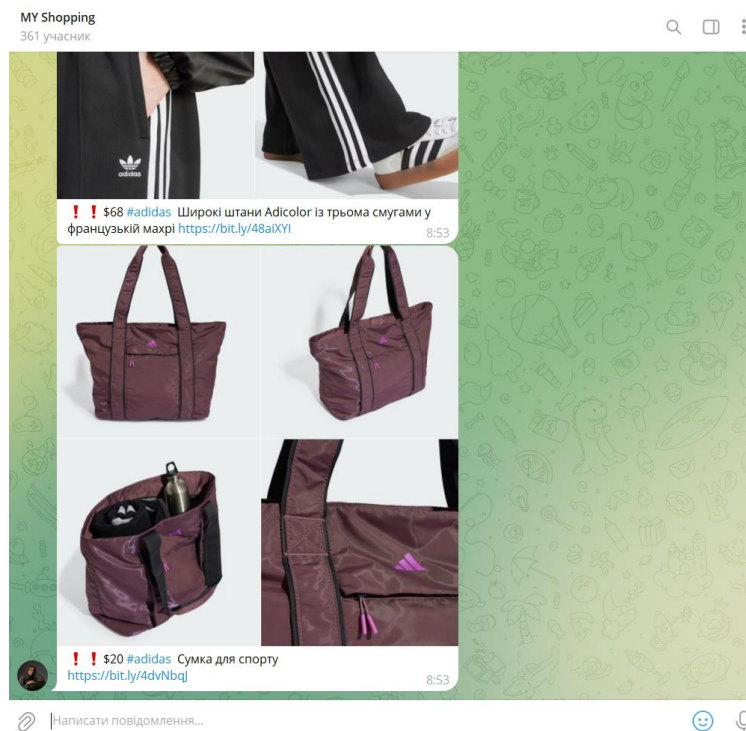 MY Shopping
361 учасник
adidas
❗ ❗ $68 #adidas Широкі штани Adicolor із трьома смугами у
французькій махрі https://bit.ly/48aiXYI
8:53
❗ ❗ $20 #adidas Сумка для спорту
https://bit.ly/4dvNbqJ
8:53
Написати повідомлення...